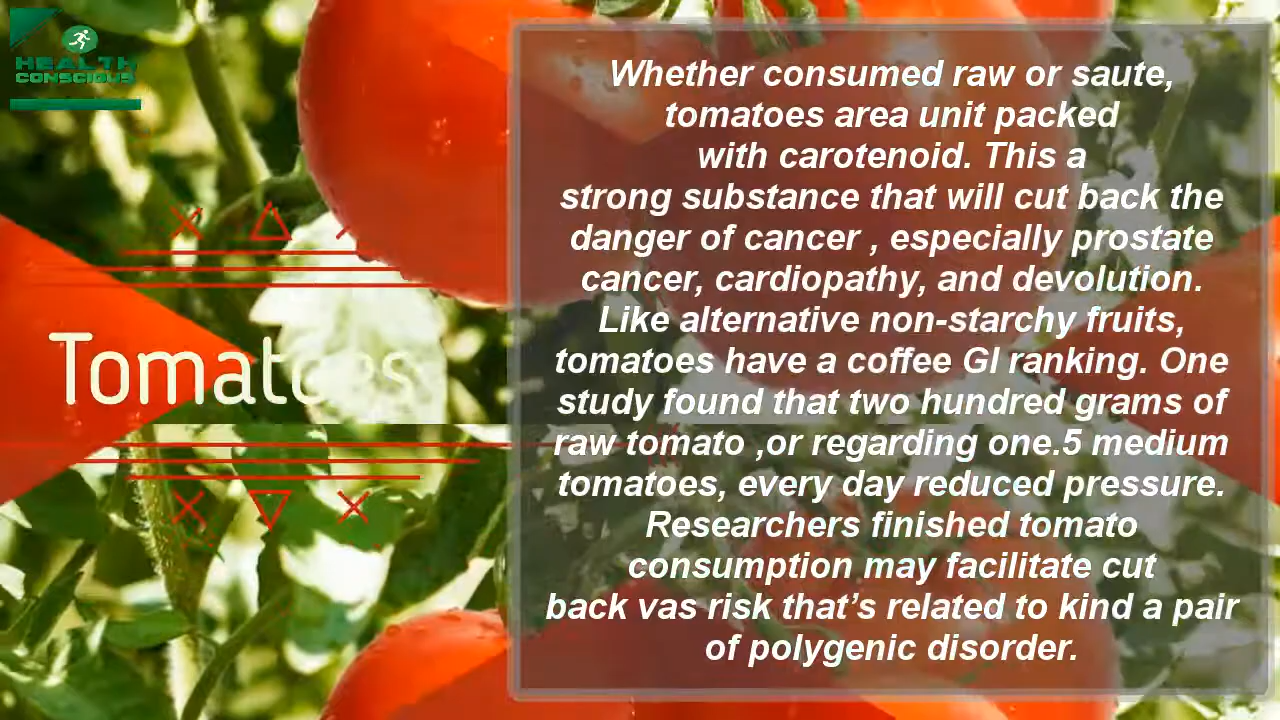 HEALTH
CONSCIOUS
Tomatoes
Whether consumed raw or saute,
tomatoes area unit packed
with carotenoid. This a
strong substance that will cut back the
danger of cancer , especially prostate
cancer, cardiopathy, and devolution.
Like alternative non-starchy fruits,
tomatoes have a coffee GI ranking. One
study found that two hundred grams of
raw tomato ,or regarding one.5 medium
tomatoes, every day reduced pressure.
Researchers finished tomato
consumption may facilitate cut
back vas risk that’s related to kind a pair
of polygenic disorder.